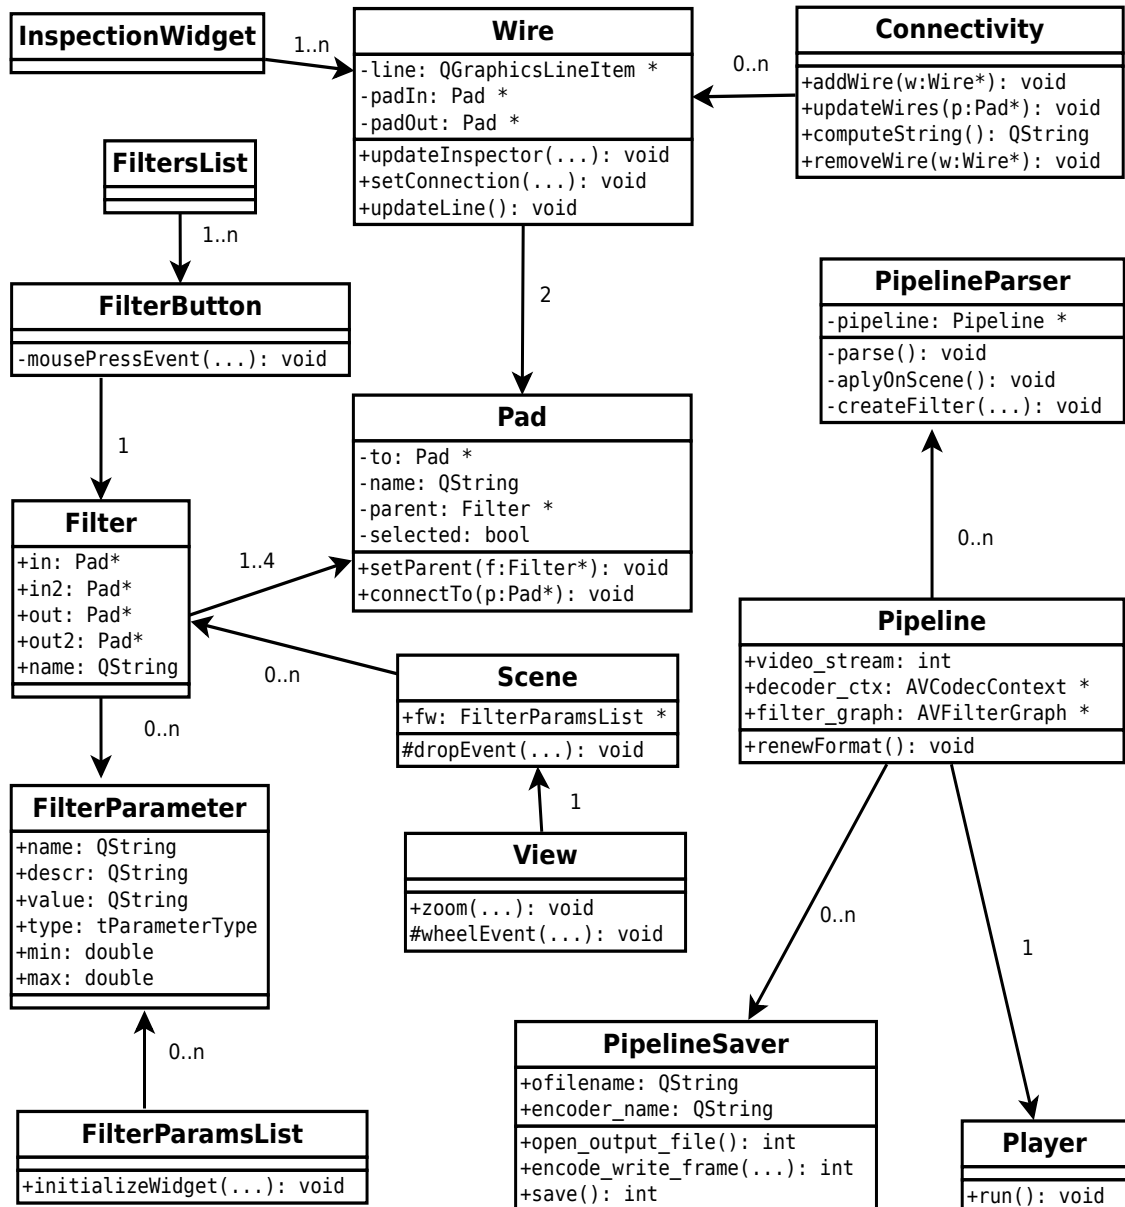 InspectionWidget
1..n
Wire
-line: QGraphicsLineItem *
-padIn: Pad *
-padOut: Pad *
+updateInspector(...): void
+setConnection(...): void
+updateLine(): void
0..n
Connectivity
+addWire(w:Wire*): void
+updateWires(p:Pad*): void
+computeString(): QString
+removeWire(w:Wire*): void
FiltersList
1..n
FilterButton
-mousePressEvent(...): void
1
2
PipelineParser
-pipeline: Pipeline *
-parse(): void
-aplyOnScene(): void
-createFilter(...): void
0..n
Pad
-to: Pad *
-name: QString
-parent: Filter *
-selected: bool
+setParent(f:Filter*): void
+connectTo(p:Pad*): void
Filter
+in: Pad*
+in2: Pad*
+out: Pad*
+out2: Pad*
+name: QString
1..4
0..n
0..n
Scene
+fw: FilterParamsList *
#dropEvent(...): void
1
Pipeline
+video_stream: int
+decoder_ctx: AVCodecContext *
+filter_graph: AVFilterGraph *
+renewFormat(): void
FilterParameter
+name: QString
+descr: QString
+value: QString
+type: tParameterType
+min: double
+max: double
View
+zoom(...): void
#wheelEvent(...): void
0..n
1
0..n
FilterParamsList
+initializeWidget(...): void
PipelineSaver
+ofilename: QString
+encoder_name: QString
+open_output_file(): int
+encode_write_frame(...): int
+save(): int
Player
+run(): void